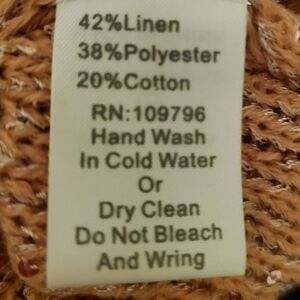 42%Linen
38%Polyester
20%Cotton
RN:109796
Hand Wash
In Cold Water
Or
Dry Clean
Do Not Bleach
And Wring